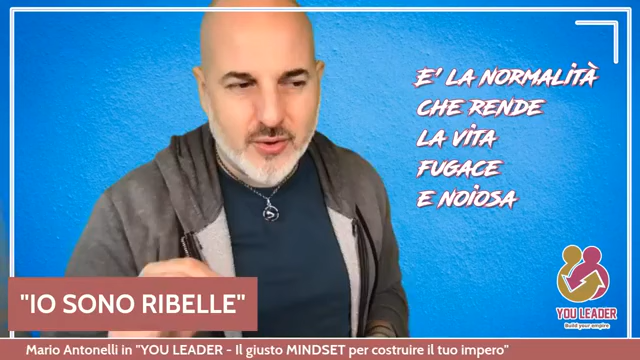 E' LA NORMALITÀ
CHE RENDE
LA VITA
FUGACE
E NOIOSA
"IO SONO RIBELLE"
YOU LEADER
Build your empire
Mario Antonelli in "YOU LEADER - Il giusto MINDSET per costruire il tuo impero"